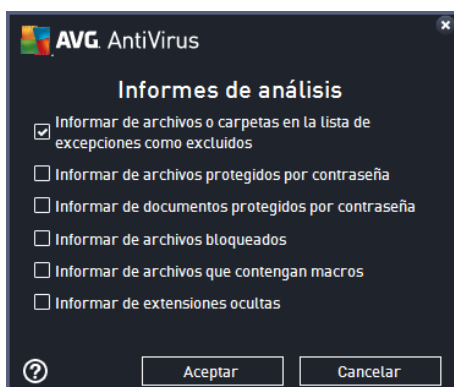 AVG. AntiVirus
Informes de análisis
Informar de archivos o carpetas en la lista de
excepciones como excluidos
Informar de archivos protegidos por contraseña
Informar de documentos protegidos por contraseña
Informar de archivos bloqueados
Informar de archivos que contengan macros
Informar de extensiones ocultas
?
Aceptar
Cancelar